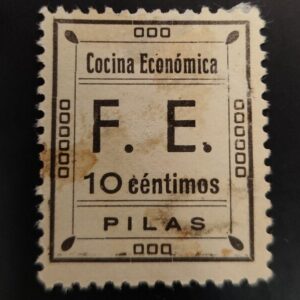 Cocina Económica
F. E.
10 céntimos
PILAS